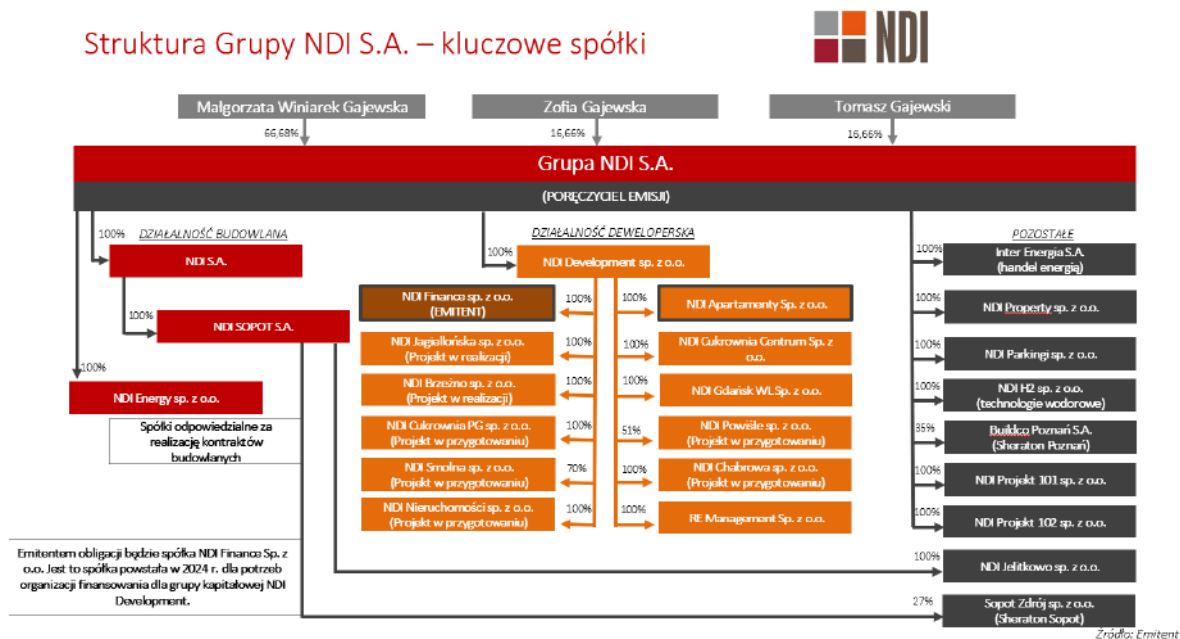 Struktura Grupy NDI S.A. – kluczowe spółki
NDI
Małgorzata Winiarek Gajewska
Zofia Gajewska
Tomasz Gajewski
66,68%
16,66%
16,66%
Grupa NDI S.A.
(PORĘCZYCIEL EMISJI)
100%
DZIAŁALNOŚĆ BUDOWLANA
NDI S.A.
100%
NDI SOPOT S.A.
100%
NDI Energy sp. z o.o.
Spółki odpowiedzialne za
realizację kontraktów
budowlanych
Emitentem obligacji będzie spółka NDI Finance Sp. z
o.o. Jest to spółka powstała w 2024 r. dla potrzeb
organizacji finansowania dla grupy kapitałowej NDI
Development.
DZIAŁALNOŚĆ DEWELOPERSKA
100%
NDI Development sp. z o.o.
NDI Finance sp. z o.o.
(EMITENT)
100%
100%
NDI Apartamenty Sp. z o.o.
NDI Jagiellońska sp. z o.o.
(Projekt w realizacji)
100%
100%
NDI Cukrownia Centrum Sp. z
o.o.
NDI Brzeźno sp. z o.o.
(Projekt w realizacji)
100%
100%
NDI Gdańsk WL Sp. z o.o.
NDI Cukrownia PG sp. z o.o.
(Projekt w przygotowaniu)
100%
51%
NDI Powiśle sp. z o.o.
(Projekt w przygotowaniu)
NDI Smolna sp. z o.o.
(Projekt w przygotowaniu)
70%
100%
NDI Chabrowa sp. z o.o.
(Projekt w przygotowaniu)
NDI Nieruchomości sp. z o.o.
(Projekt w przygotowaniu)
100%
100%
RE Management Sp. z o.o.
POZOSTAŁE
100%
Inter Energia S.A.
(handel energią)
100%
NDI Property sp. z o.o.
100%
NDI Parkingi sp. z o.o.
100%
NDI H2 sp. z o.o.
(technologie wodorowe)
35%
Buildco Poznań S.A.
(Sheraton Poznań)
100%
NDI Projekt 101 sp. z o.o.
100%
NDI Projekt 102 sp. z o.o.
100%
NDI Jelitkowo sp. z o.o.
27%
Sopot Zdrój sp. z o.o.
(Sheraton Sopot)
Źródło: Emitent